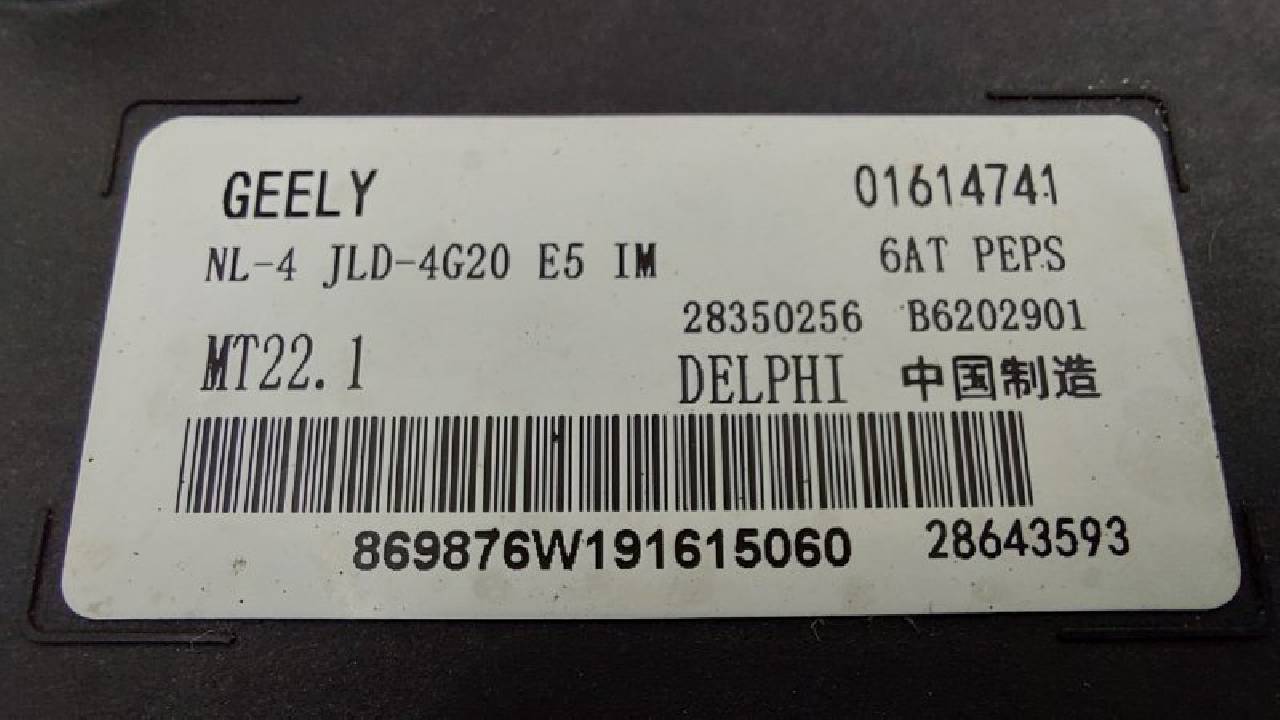 GEELY 01614741
NL-4 JLD-4G20 E5 IM 6AT PEPS
28350256 B6202901
MT22.1 DELPHI 中国制造
869876W191615060 28643593